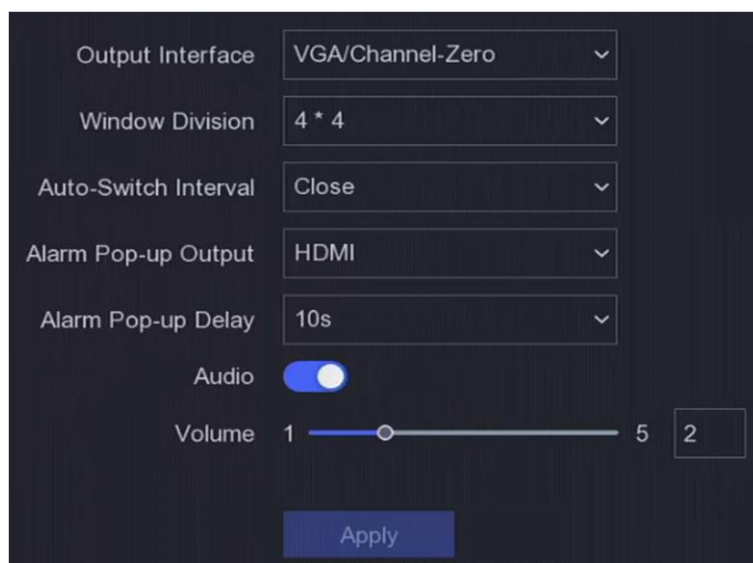 Output Interface VGA/Channel-Zero
Window Division 4 * 4
Auto-Switch Interval Close
Alarm Pop-up Output HDMI
Alarm Pop-up Delay 10s
Audio
Volume 1 5 2
Apply